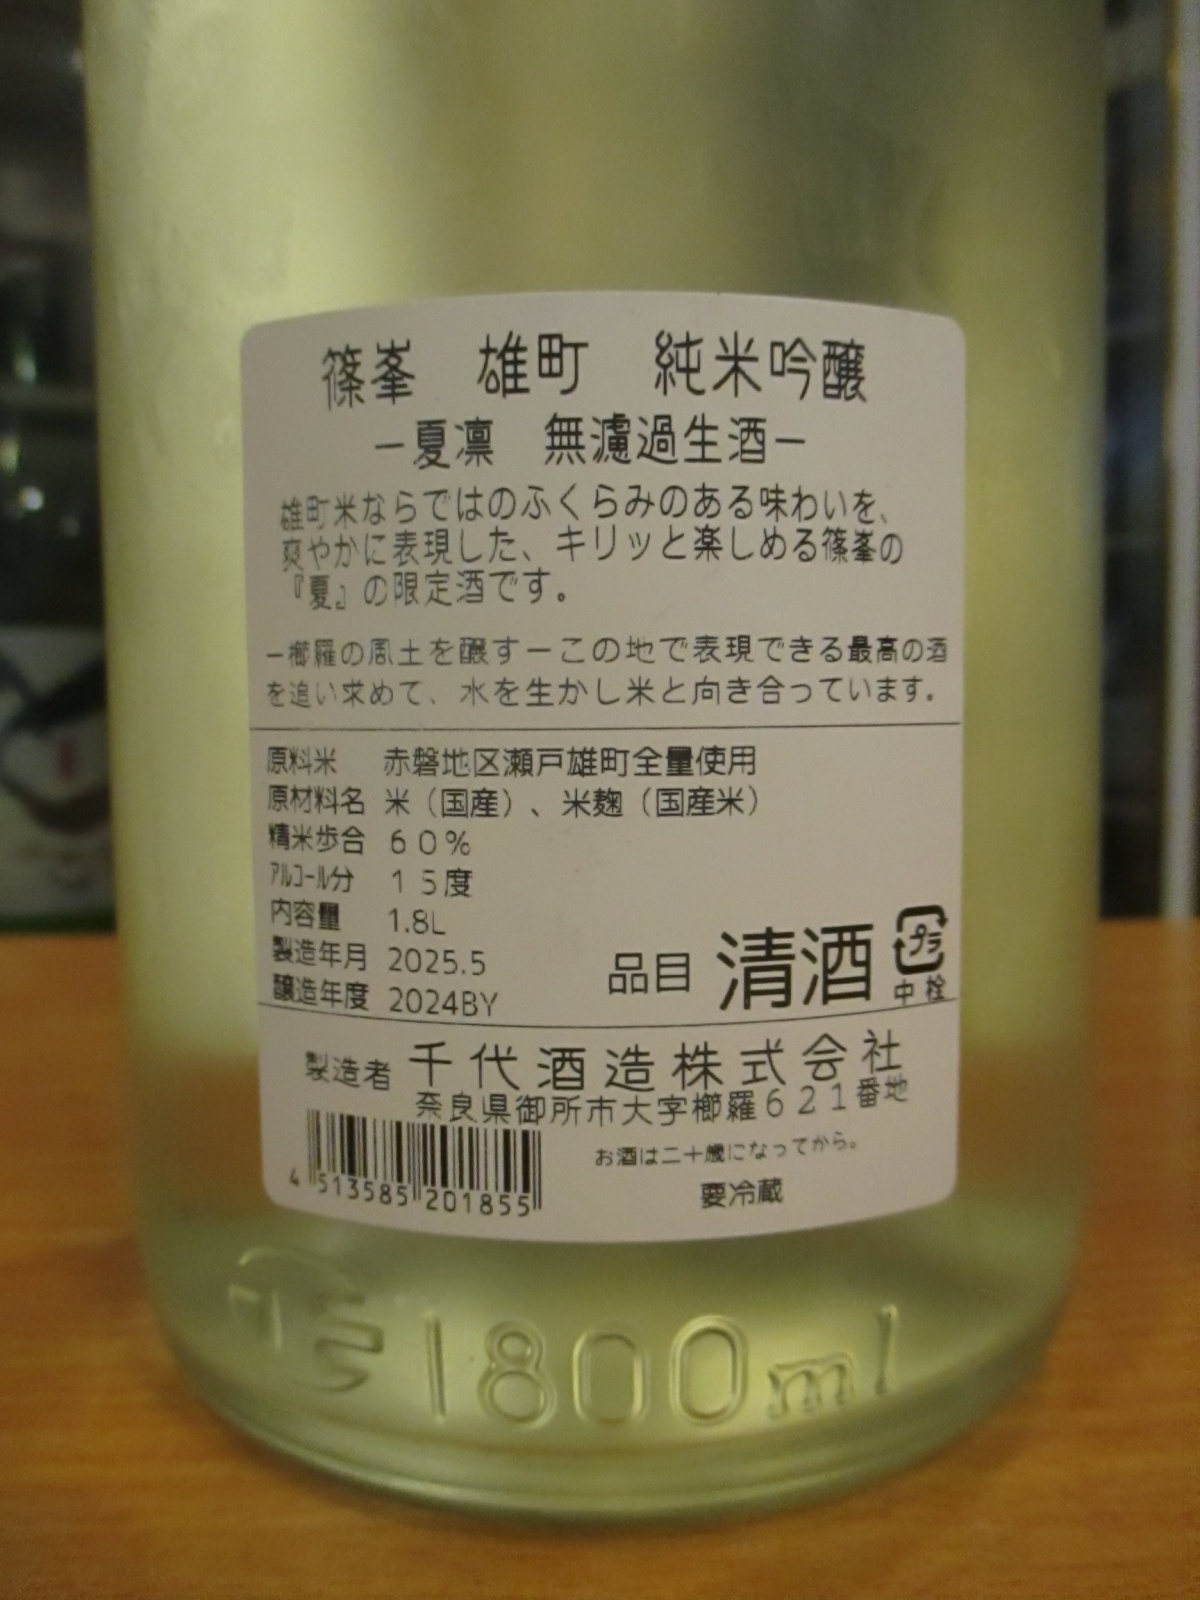 篠峯　雄町　純米吟醸
ー夏凛　無濾過生酒ー
雄町米ならではのふくらみのある味わいを、
爽やかに表現した、キリッと楽しめる篠峯の
『夏』の限定酒です。
ー櫛羅の風土を醸すーこの地で表現できる最高の酒
を追い求めて、水を生かし米と向き合っています。
原料米　赤磐地区瀬戸雄町全量使用
原材料名　米（国産）、米麹（国産米）
精米歩合　６０％
アルコール分　１５度
内容量　1.8L
製造年月　2025.5
醸造年度　2024BY
品目　清酒
プラ
中栓
製造者　千代酒造株式会社
奈良県御所市大字櫛羅６２１番地
お酒は二十歳になってから。
要冷蔵
4 513585 201855
1800ml